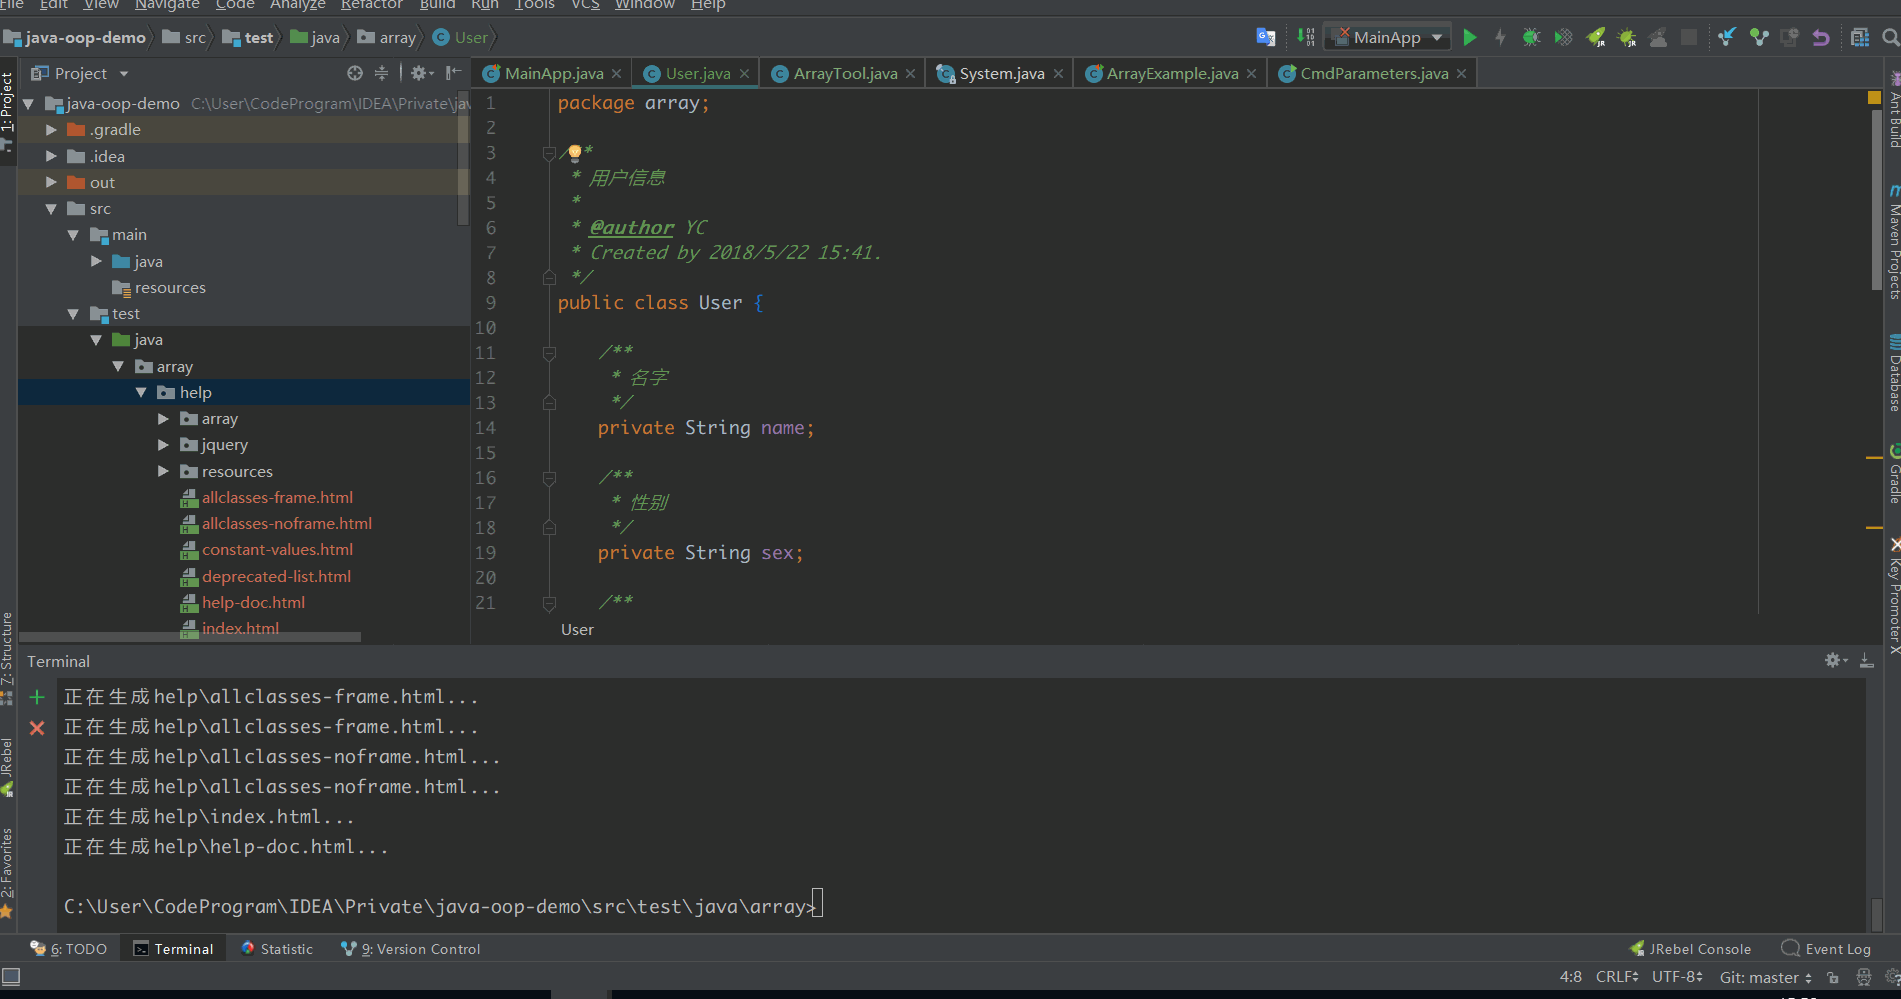 File Edit View Navigate Code Analyze Refactor Build Run Tools VCS Window Help
java-oop-demo src test java array User
MainApp
1: Project
Project
java-oop-demo C:\User\CodeProgram\IDEA\Private\jav
.gradle
.idea
out
src
main
java
resources
test
java
array
help
array
jquery
resources
allclasses-frame.html
allclasses-noframe.html
constant-values.html
deprecated-list.html
help-doc.html
index.html
MainApp.java User.java ArrayTool.java System.java ArrayExample.java CmdParameters.java
1 package array;
2
3 /**
4 * 用户信息
5 *
6 * @author YC
7 * Created by 2018/5/22 15:41.
8 */
9 public class User {
10
11 /**
12 * 名字
13 */
14 private String name;
15
16 /**
17 * 性别
18 */
19 private String sex;
20
21 /**
User
Ant Build
Maven Projects
Database
Gradle
Key Promoter X
7: Structure
JRebel
2: Favorites
Terminal
正在生成help\allclasses-frame.html...
正在生成help\allclasses-frame.html...
正在生成help\allclasses-noframe.html...
正在生成help\allclasses-noframe.html...
正在生成help\index.html...
正在生成help\help-doc.html...
C:\User\CodeProgram\IDEA\Private\java-oop-demo\src\test\java\array>
6: TODO Terminal Statistic 9: Version Control JRebel Console Event Log
4:8 CRLF UTF-8 Git: master